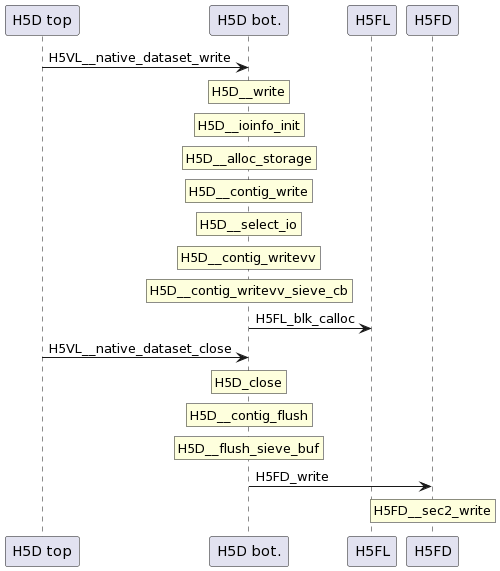 H5D top H5D bot. H5FL H5FD
H5VL__native_dataset_write
H5D__write
H5D__ioinfo_init
H5D__alloc_storage
H5D__contig_write
H5D__select_io
H5D__contig_writevv
H5D__contig_writevv_sieve_cb
H5FL_blk_calloc
H5VL__native_dataset_close
H5D_close
H5D__contig_flush
H5D__flush_sieve_buf
H5FD_write
H5FD__sec2_write
H5D top H5D bot. H5FL H5FD